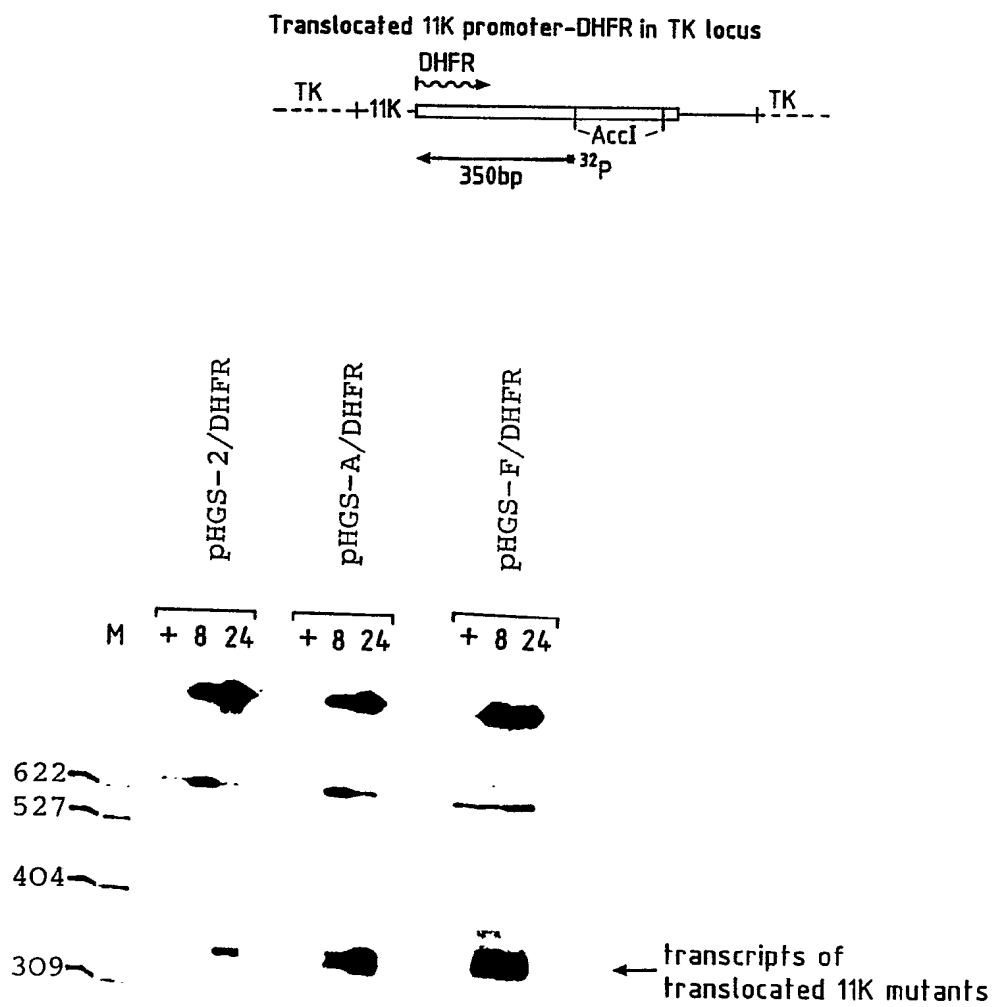 Translocated 11K promoter-DHFR in TK locus
DHFR
TK
11K
TK
AccI
350bp
32P
pHGS-2/DHFR
pHGS-A/DHFR
pHGS-F/DHFR
M
+ 8 24
+ 8 24
+ 8 24
622
527
404
309
transcripts of
translocated 11K mutants